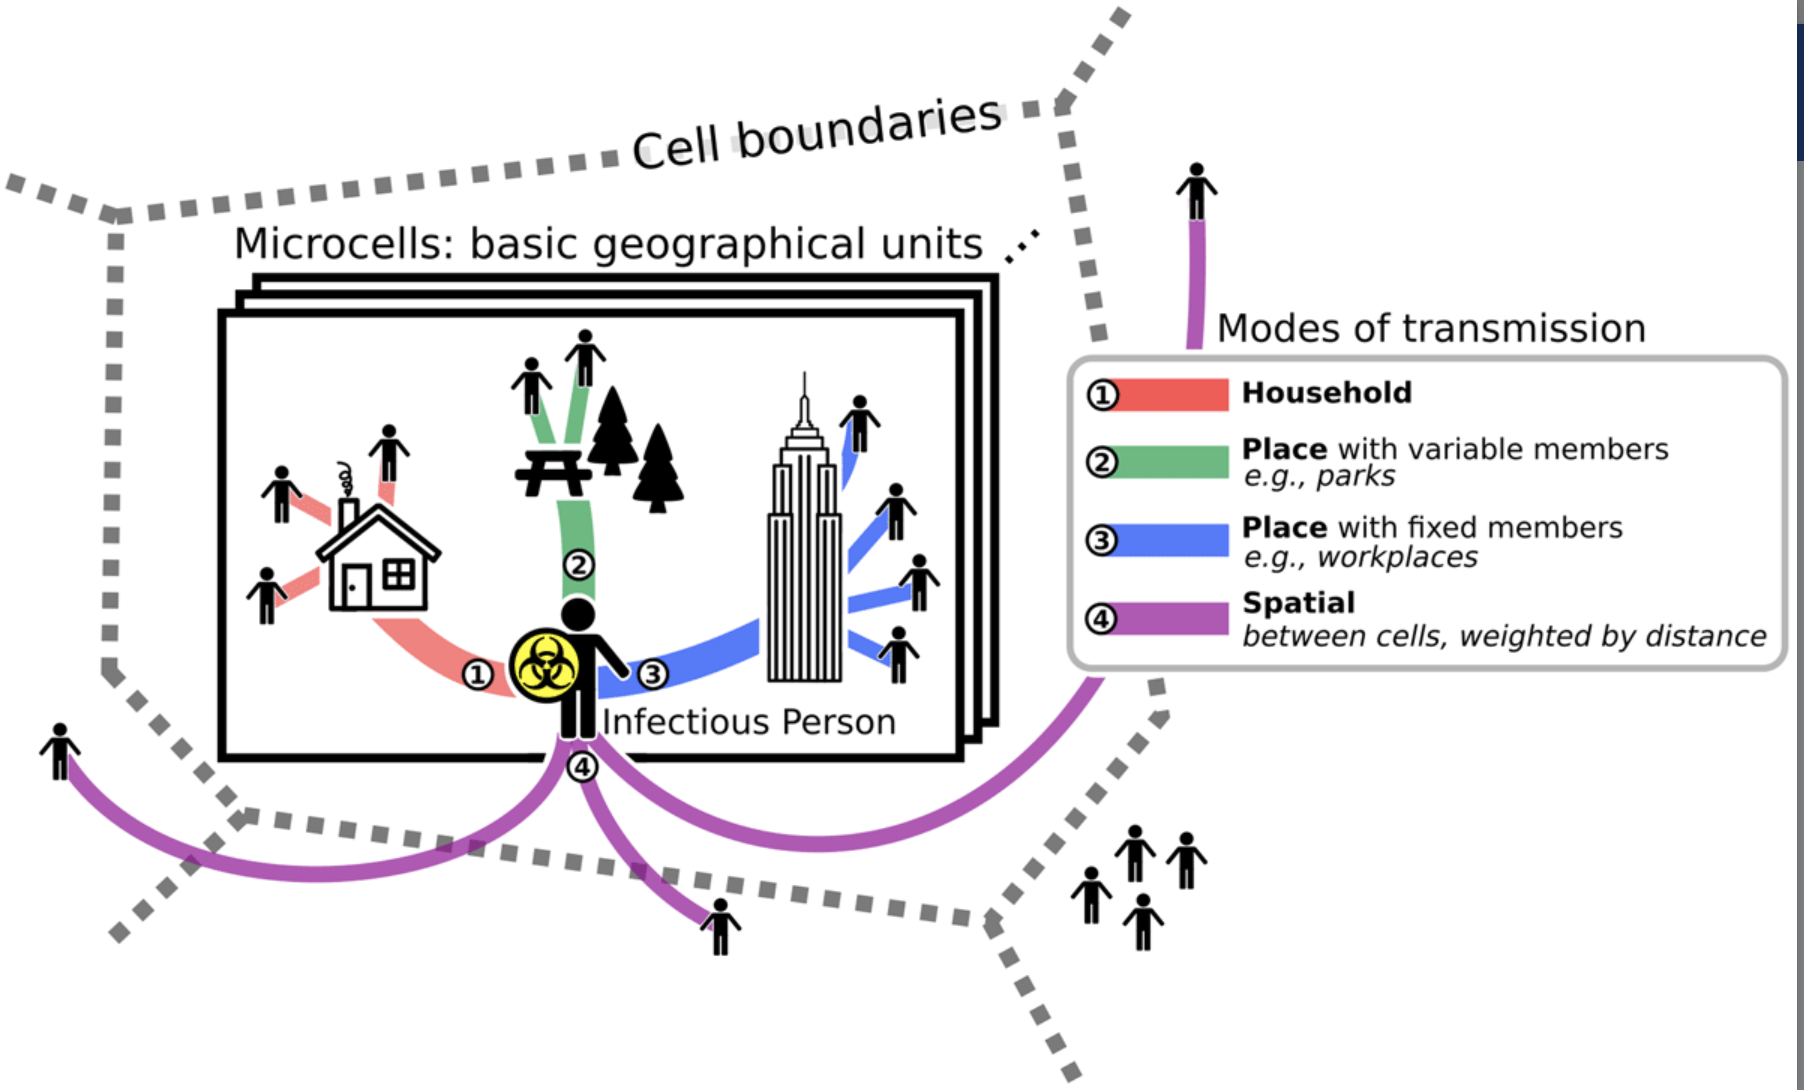 Cell boundaries
Microcells: basic geographical units
Modes of transmission
1 Household
2 Place with variable members
e.g., parks
3 Place with fixed members
e.g., workplaces
4 Spatial
between cells, weighted by distance
2
1
3
Infectious Person
4